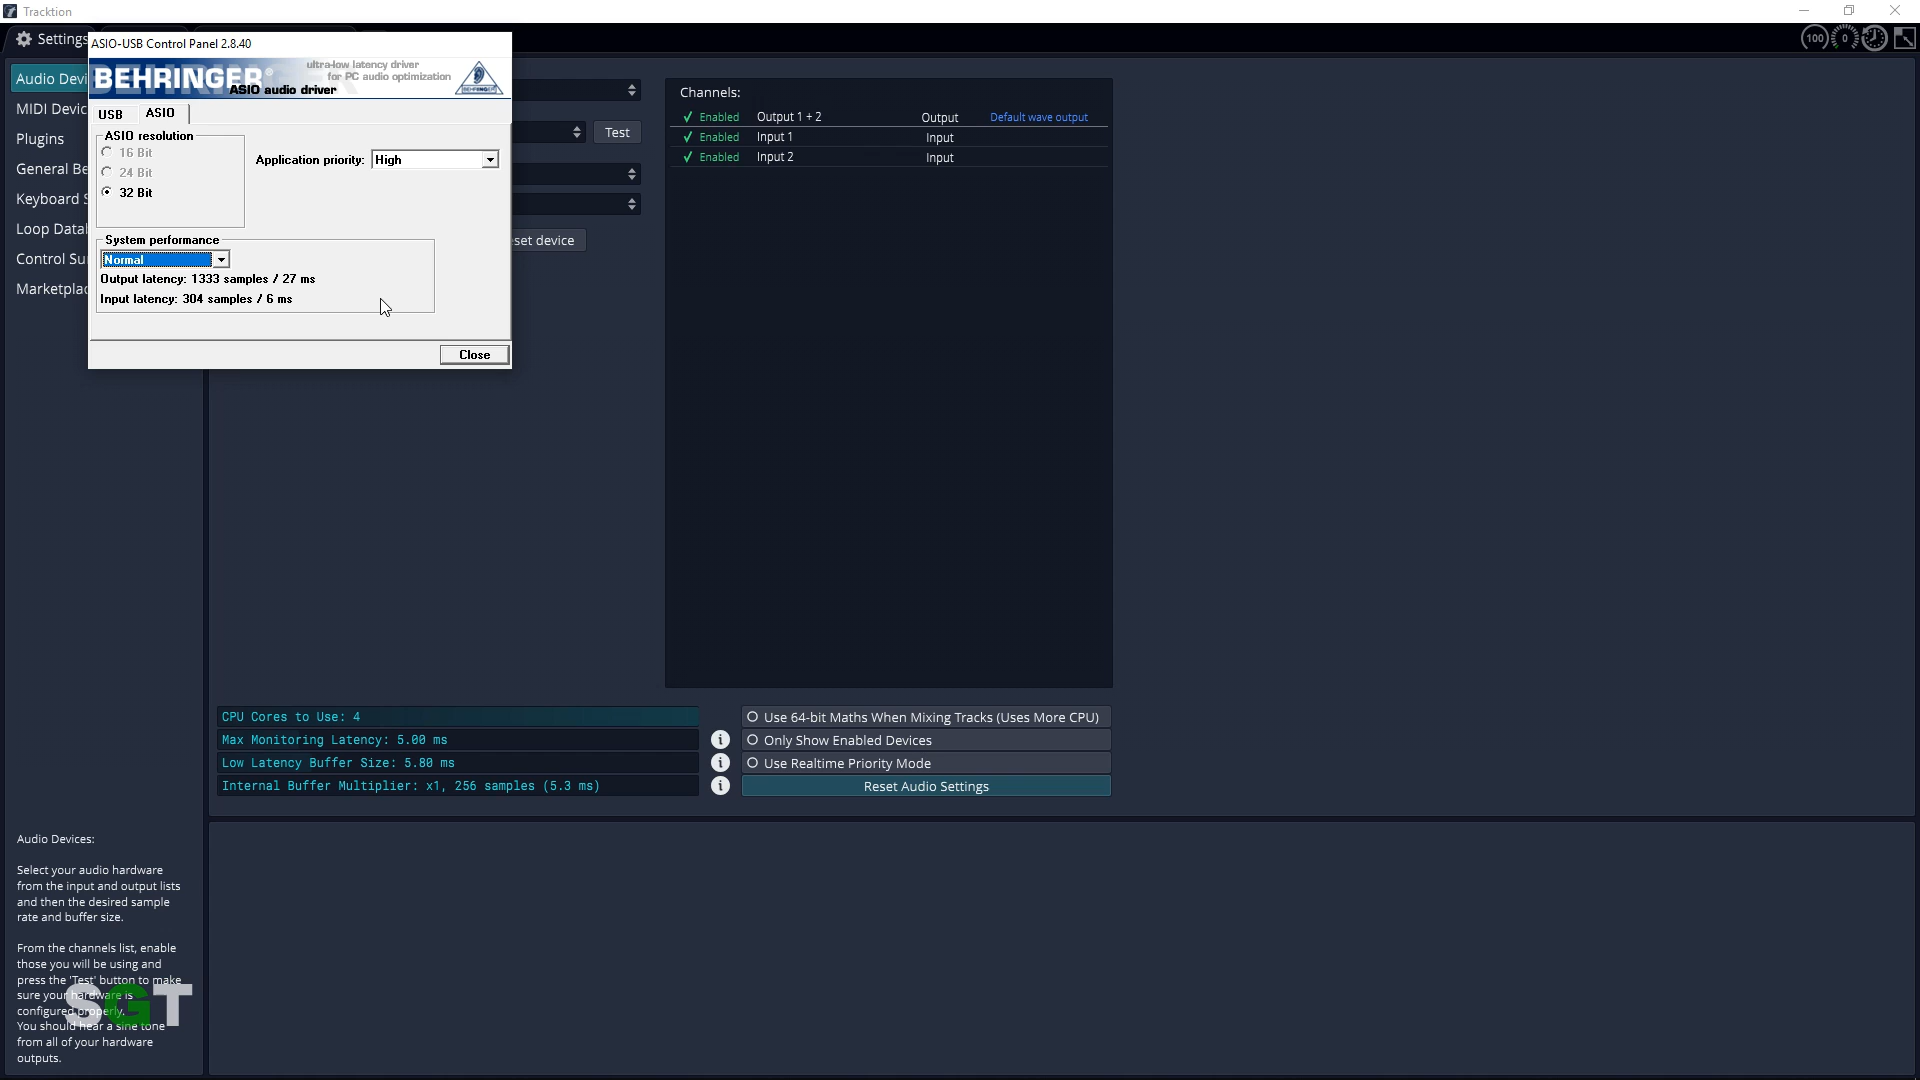 Tracktion
Settings
100
0
ASIO-USB Control Panel 2.8.40
BEHRINGER®
ultra-low latency driver
for PC audio optimization
ASIO audio driver
BEHRINGER
USB
ASIO
ASIO resolution
16 Bit
24 Bit
32 Bit
Application priority: High
System performance
Normal
Output latency: 1333 samples / 27 ms
Input latency: 304 samples / 6 ms
Close
Audio Devi
MIDI Devic
Plugins
General Be
Keyboard S
Loop Datab
Control Su
Marketplac
Test
set device
Channels:
Enabled Output 1 + 2 Output Default wave output
Enabled Input 1 Input
Enabled Input 2 Input
CPU Cores to Use: 4
Max Monitoring Latency: 5.00 ms
Low Latency Buffer Size: 5.80 ms
Internal Buffer Multiplier: x1, 256 samples (5.3 ms)
Use 64-bit Maths When Mixing Tracks (Uses More CPU)
Only Show Enabled Devices
Use Realtime Priority Mode
Reset Audio Settings
Audio Devices:
Select your audio hardware
from the input and output lists
and then the desired sample
rate and buffer size.
From the channels list, enable
those you will be using and
press the 'Test' button to make
sure your hardware is
configured properly.
You should hear a sine tone
from all of your hardware
outputs.
SGT